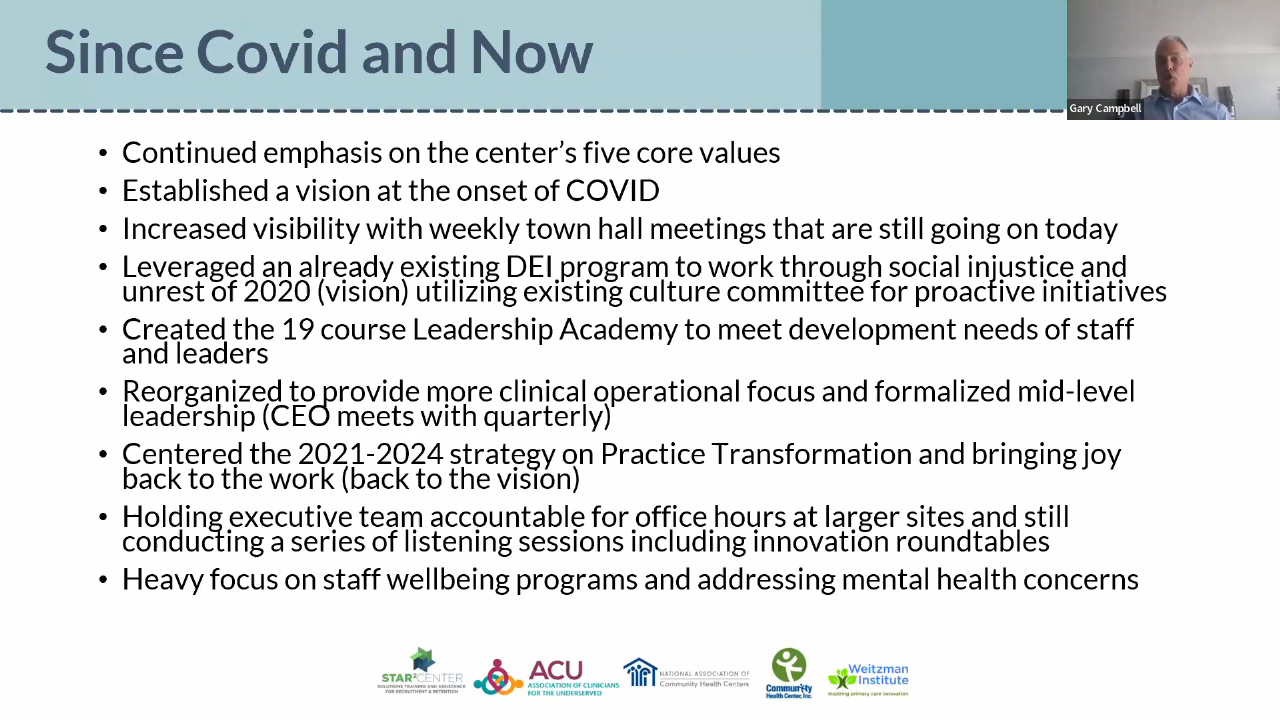 Since Covid and Now
Gary Campbell
• Continued emphasis on the center’s five core values
• Established a vision at the onset of COVID
• Increased visibility with weekly town hall meetings that are still going on today
• Leveraged an already existing DEI program to work through social injustice and
unrest of 2020 (vision) utilizing existing culture committee for proactive initiatives
• Created the 19 course Leadership Academy to meet development needs of staff
and leaders
• Reorganized to provide more clinical operational focus and formalized mid-level
leadership (CEO meets with quarterly)
• Centered the 2021-2024 strategy on Practice Transformation and bringing joy
back to the work (back to the vision)
• Holding executive team accountable for office hours at larger sites and still
conducting a series of listening sessions including innovation roundtables
• Heavy focus on staff wellbeing programs and addressing mental health concerns
STAR²CENTER
SOLUTIONS TRAINING AND ASSISTANCE
FOR RECRUITMENT & RETENTION
ACU
ASSOCIATION OF CLINICIANS
FOR THE UNDERSERVED
NATIONAL ASSOCIATION OF
Community Health Centers
Community
Health Center, Inc.
Weitzman
Institute
inspiring primary care innovation